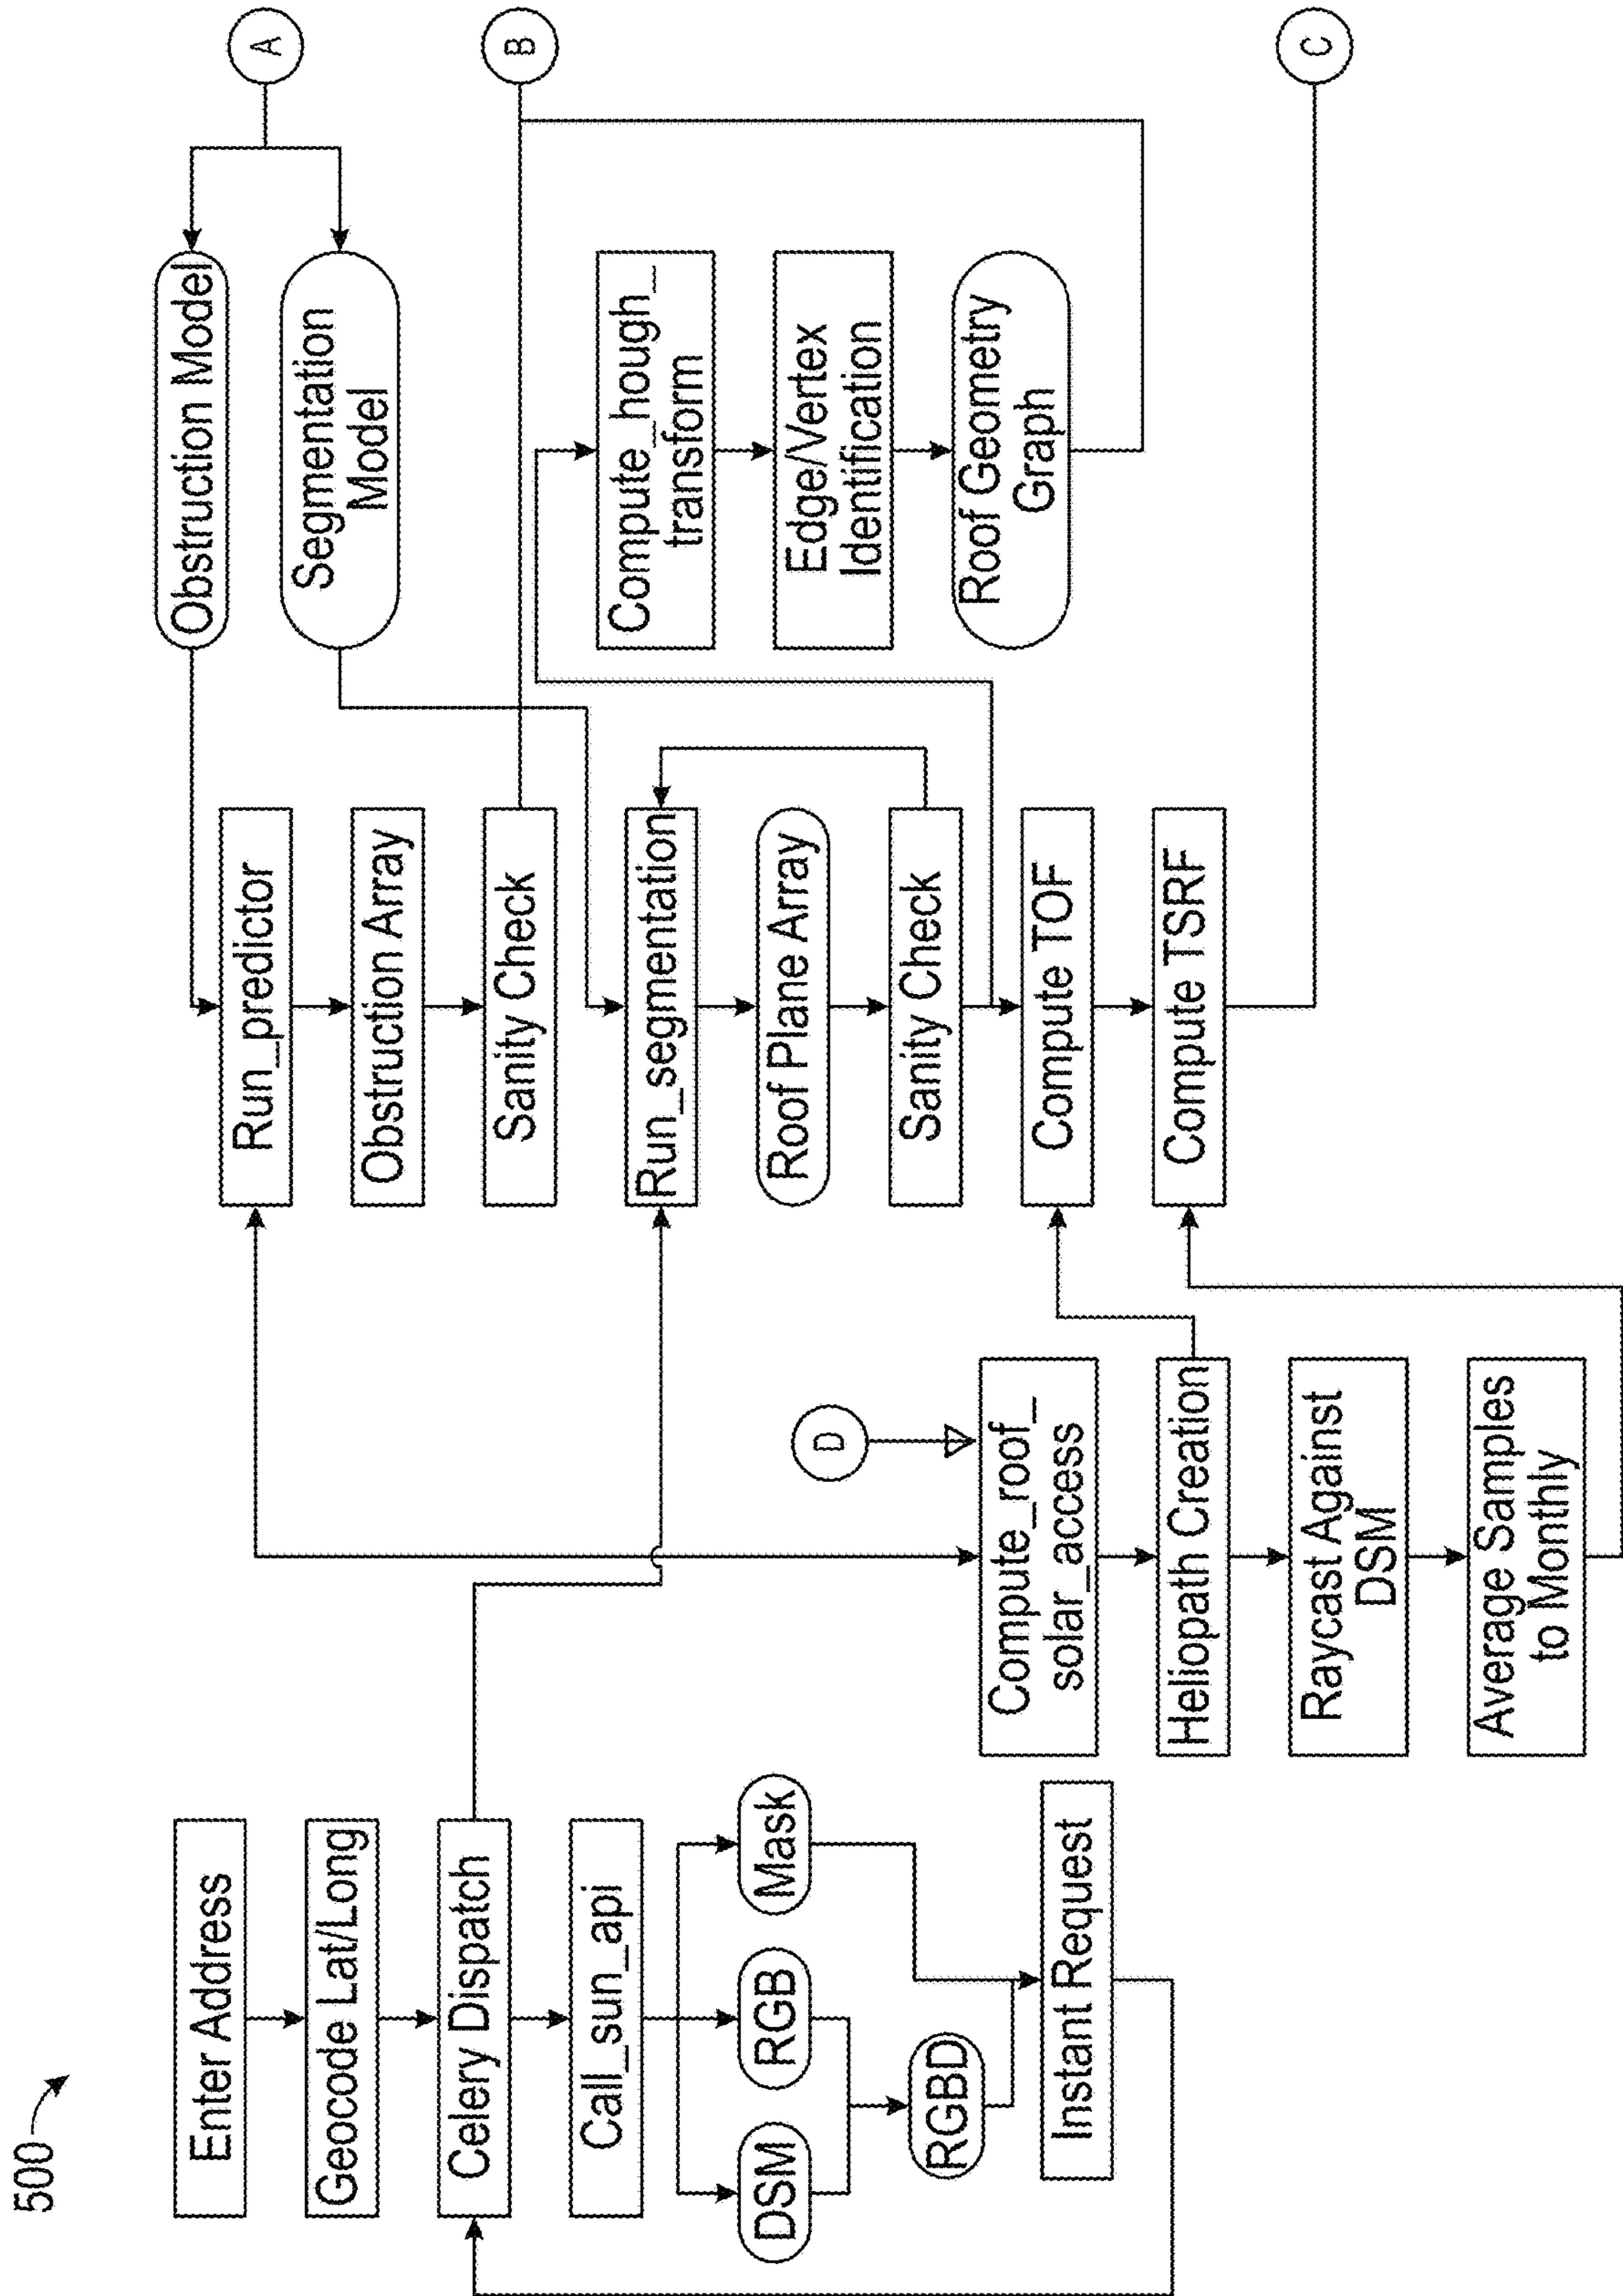 500
Enter Address
Geocode Lat/Long
Celery Dispatch
Call_sun_api
DSM
RGB
Mask
RGBD
Instant Request
D
Compute_roof_
solar_access
Heliopath Creation
Raycast Against
DSM
Average Samples
to Monthly
Run_predictor
Obstruction Array
Sanity Check
Run_segmentation
Roof Plane Array
Sanity Check
Compute TOF
Compute TSRF
Obstruction Model
Segmentation
Model
Compute_hough_
transform
Edge/Vertex
Identification
Roof Geometry
Graph
A
B
C